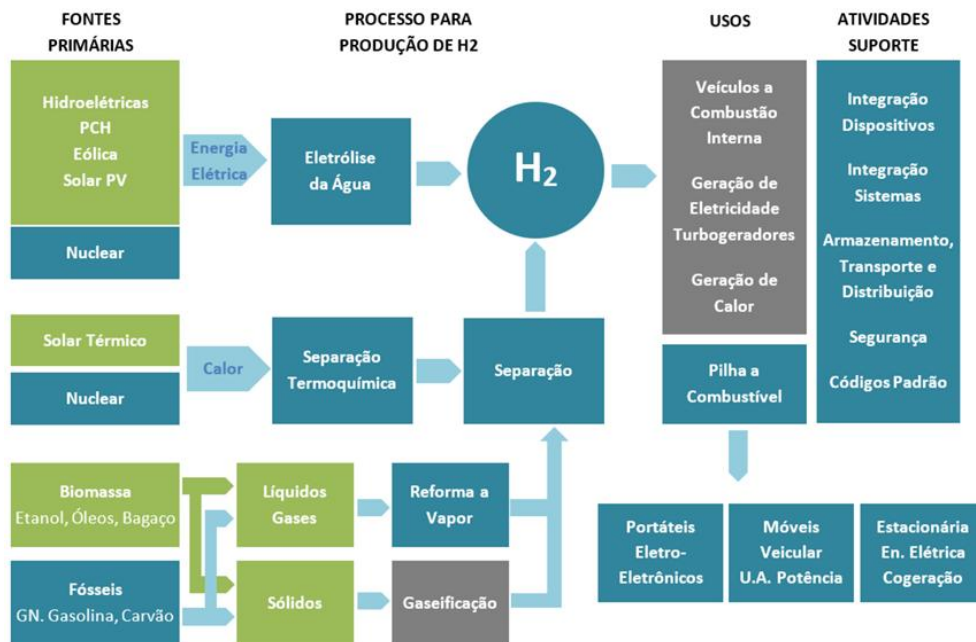 FONTES
PRIMÁRIAS
PROCESSO PARA
PRODUÇÃO DE H2
USOS
ATIVIDADES
SUPORTE
Hidroelétricas
PCH
Eólica
Solar PV
Nuclear
Energia
Elétrica
Eletrólise
da Água
H2
Veículos a
Combustão
Interna
Geração de
Eletricidade
Turbogeradores
Geração de
Calor
Pilha a
Combustível
Integração
Dispositivos
Integração
Sistemas
Armazenamento,
Transporte e
Distribuição
Segurança
Códigos Padrão
Solar Térmico
Nuclear
Calor
Separação
Termoquímica
Separação
Biomassa
Etanol, Óleos, Bagaço
Fósseis
GN. Gasolina, Carvão
Líquidos
Gases
Sólidos
Reforma a
Vapor
Gaseificação
Portáteis
Eletro-
Eletrônicos
Móveis
Veicular
U.A. Potência
Estacionária
En. Elétrica
Cogeração